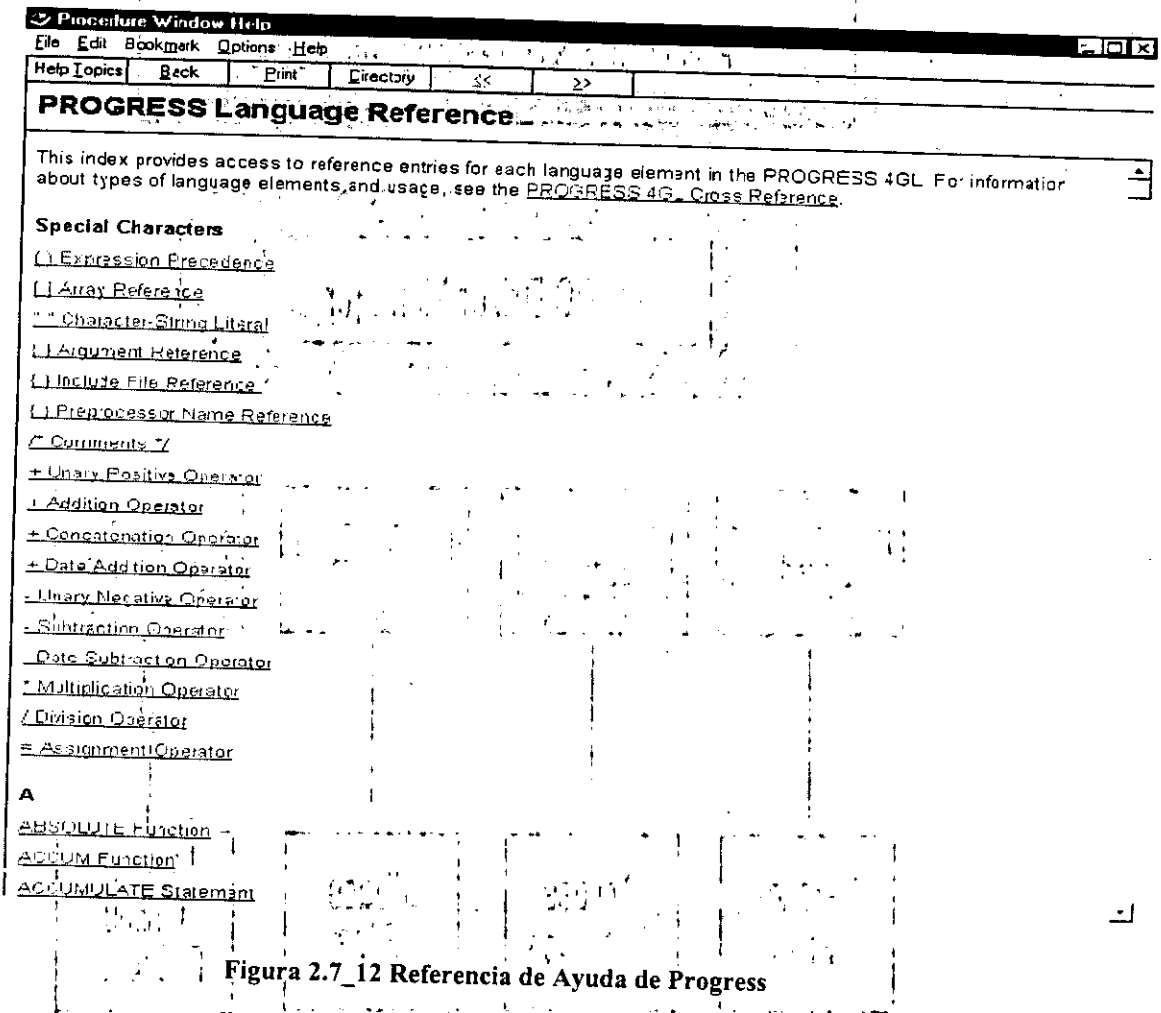 Procedure Window Help
File Edit Bookmark Options Help
Help Topics Back Print Directory << >>
PROGRESS Language Reference
This index provides access to reference entries for each language element in the PROGRESS 4GL. For information
about types of language elements and usage, see the PROGRESS 4GL Cross Reference.
Special Characters
( ) Expression Precedence
[ ] Array Reference
" " Character-String Literal
{ } Argument Reference
{ } Include File Reference
{ } Preprocessor Name Reference
/* Comments */
+ Unary Positive Operator
+ Addition Operator
+ Concatenation Operator
+ Date Addition Operator
- Unary Negative Operator
- Subtraction Operator
- Date Subtraction Operator
* Multiplication Operator
/ Division Operator
= Assignment Operator
A
ABSOLUTE Function
ACCUM Function
ACCUMULATE Statement
Figura 2.7_12 Referencia de Ayuda de Progress